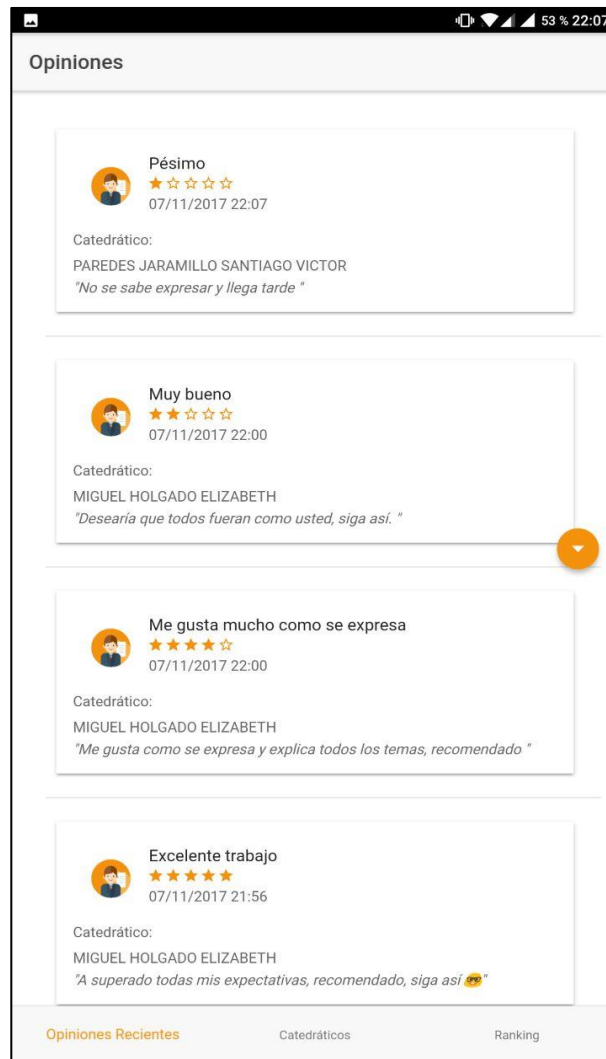 53 % 22:07
Opiniones
Pésimo
07/11/2017 22:07
Catedrático:
PAREDES JARAMILLO SANTIAGO VICTOR
"No se sabe expresar y llega tarde "
Muy bueno
07/11/2017 22:00
Catedrático:
MIGUEL HOLGADO ELIZABETH
"Desearía que todos fueran como usted, siga así. "
Me gusta mucho como se expresa
07/11/2017 22:00
Catedrático:
MIGUEL HOLGADO ELIZABETH
"Me gusta como se expresa y explica todos los temas, recomendado "
Excelente trabajo
07/11/2017 21:56
Catedrático:
MIGUEL HOLGADO ELIZABETH
"A superado todas mis expectativas, recomendado, siga así 🤓"
Opiniones Recientes Catedráticos Ranking